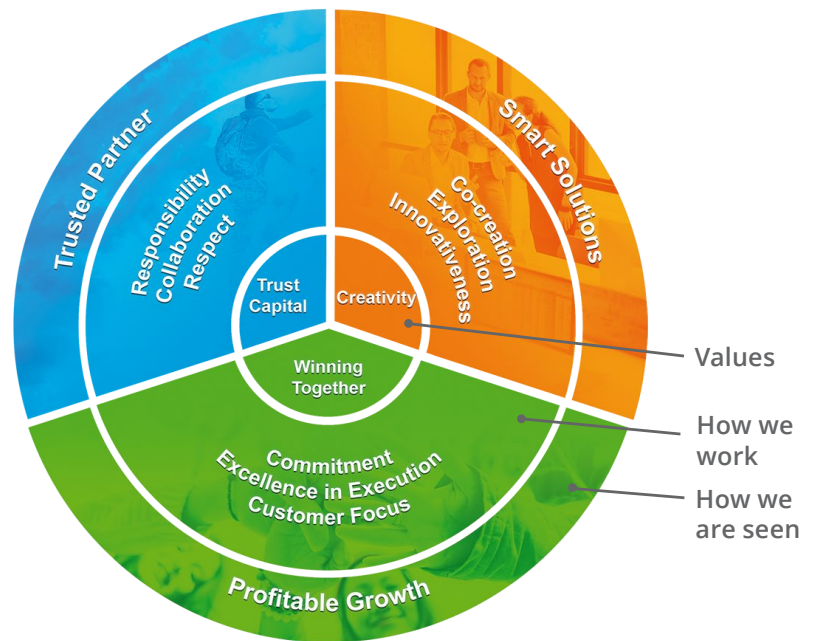 Trusted Partner
Responsibility
Collaboration
Respect
Trust
Capital
Smart Solutions
Co-creation
Exploration
Innovativeness
Creativity
Winning
Together
Commitment
Excellence in Execution
Customer Focus
Profitable Growth
Values
How we
work
How we
are seen